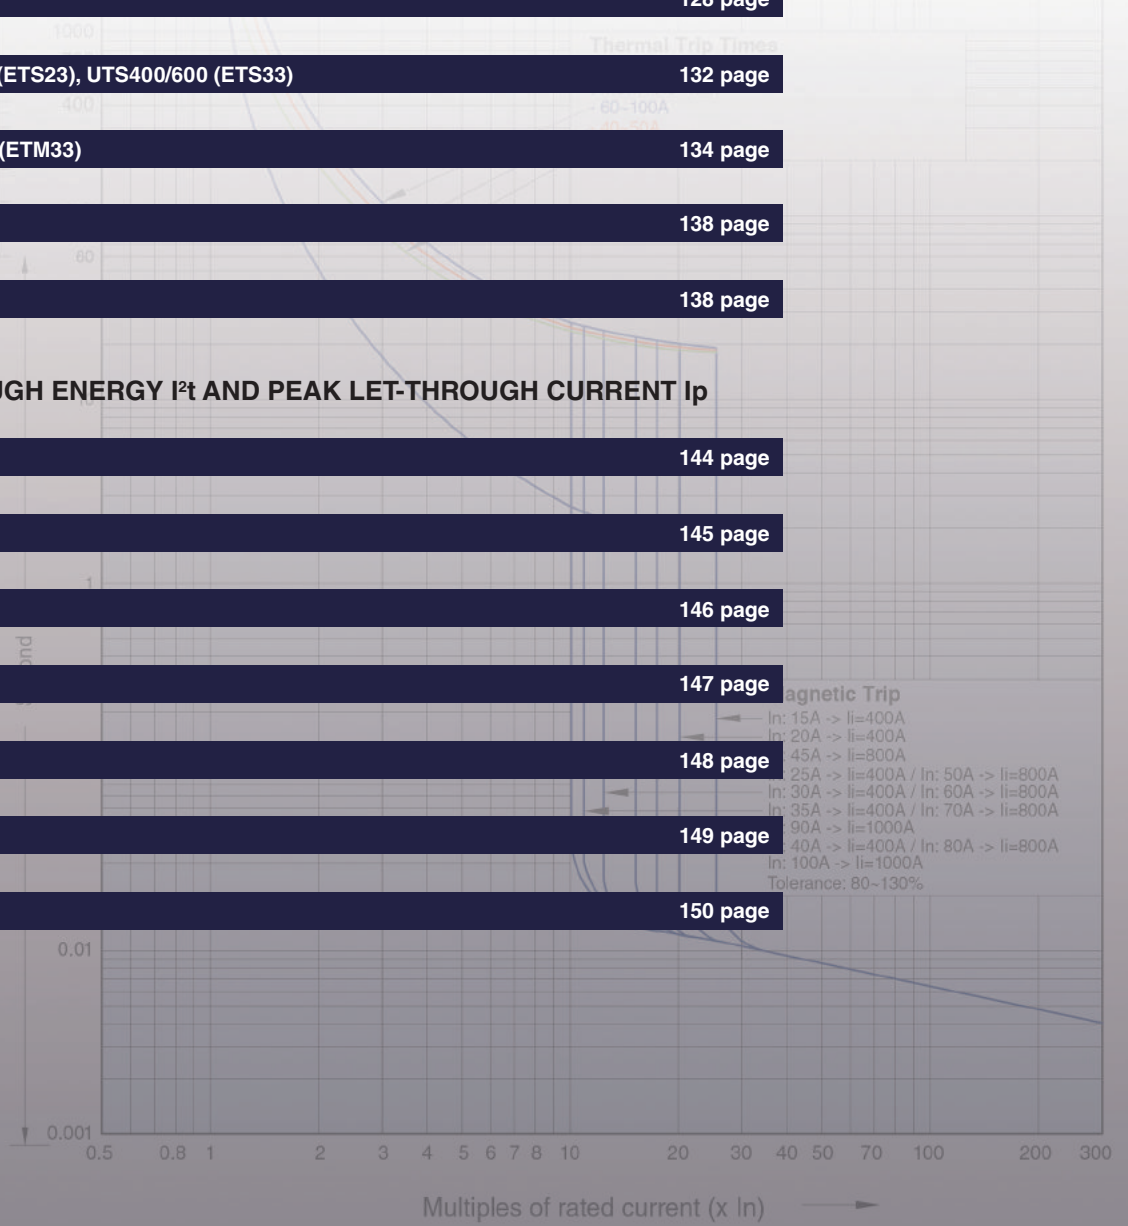 128 page
1000
Thermal Trip Times
(ETS23), UTS400/600 (ETS33) 132 page
400
60~100A
40~50A
(ETM33) 134 page
138 page
60
138 page
UGH ENERGY I²t AND PEAK LET-THROUGH CURRENT Ip
144 page
145 page
1
146 page
147 page
agnetic Trip
In: 15A -> Ii=400A
In: 20A -> Ii=400A
45A -> Ii=800A
148 page
: 25A -> Ii=400A / In: 50A -> Ii=800A
In: 30A -> Ii=400A / In: 60A -> Ii=800A
In: 35A -> Ii=400A / In: 70A -> Ii=800A
90A -> Ii=1000A
149 page
: 40A -> Ii=400A / In: 80A -> Ii=800A
In: 100A -> Ii=1000A
Tolerance: 80~130%
150 page
0.01
0.001
0.5 0.8 1 2 3 4 5 6 7 8 10 20 30 40 50 70 100 200 300
Multiples of rated current (x In)